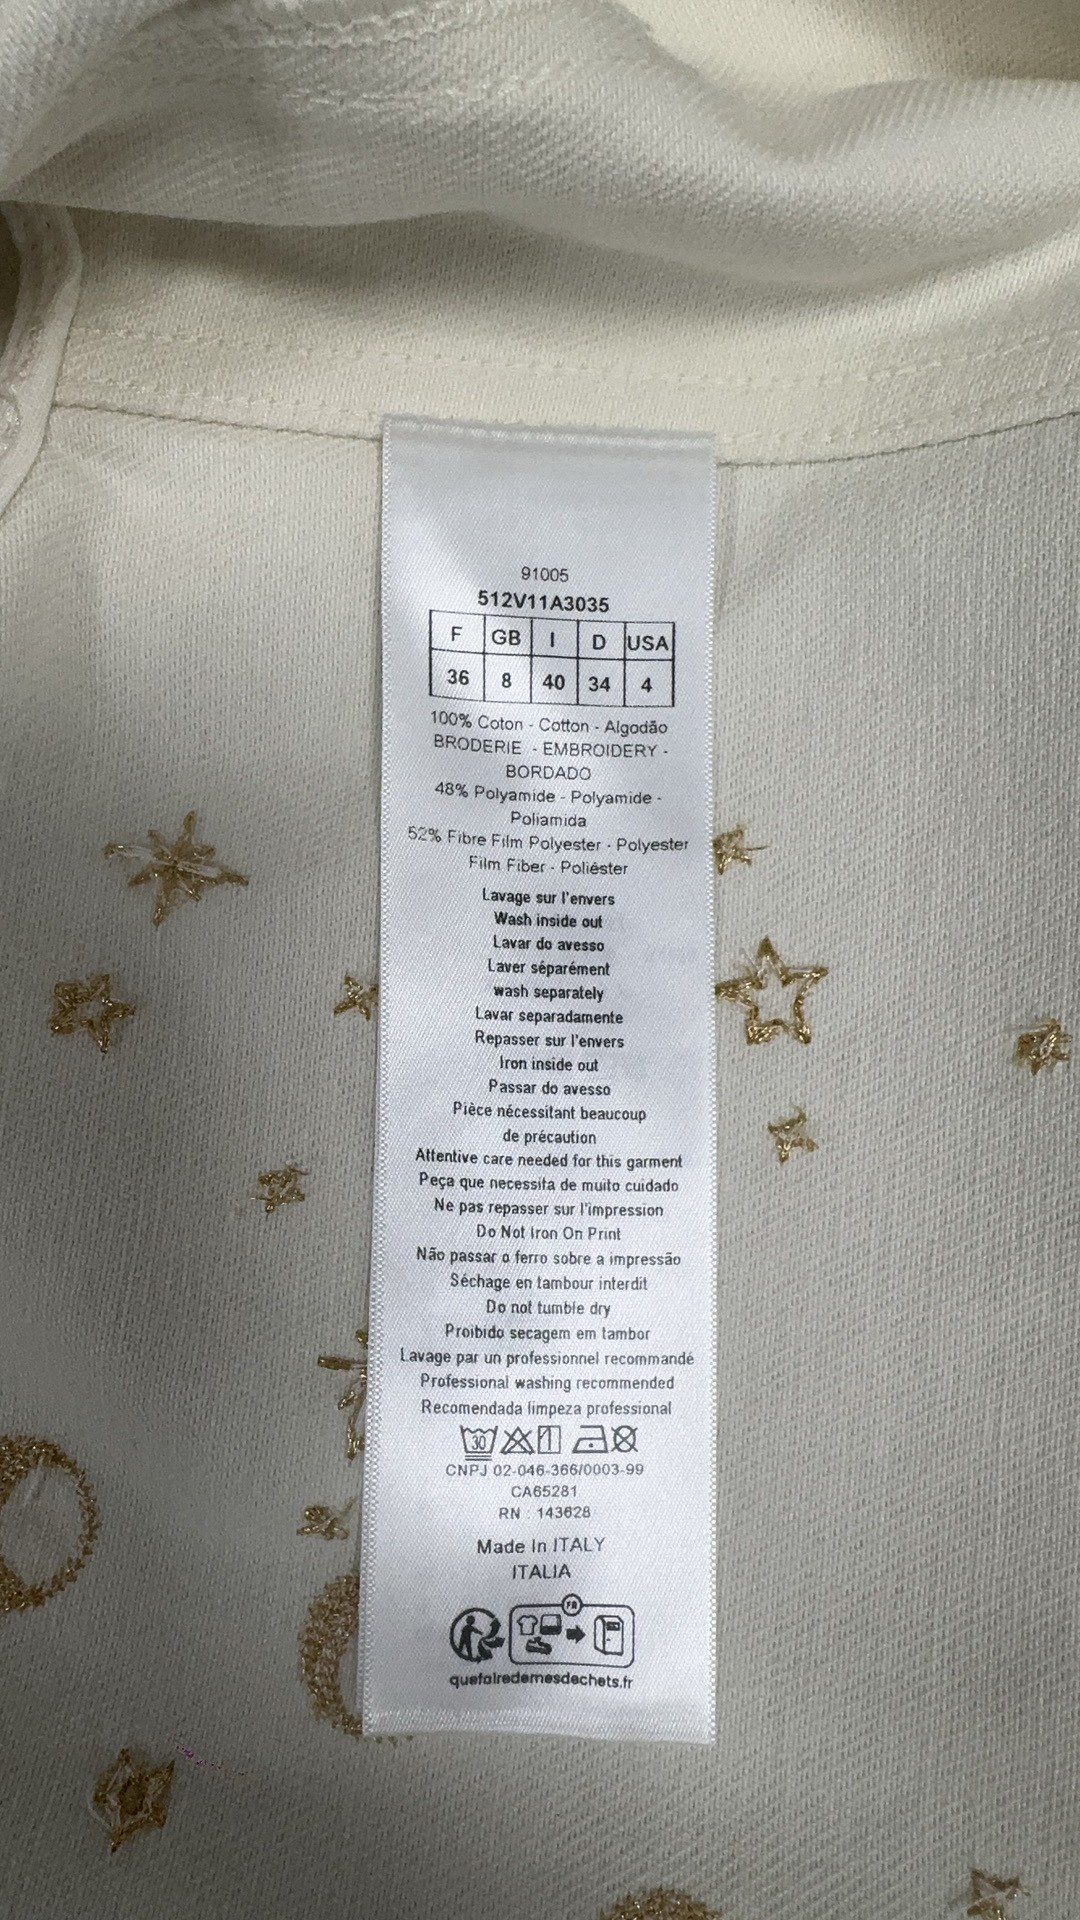 91005
512V11A3035
F GB I D USA
36 8 40 34 4
100% Coton - Cotton - Algodão
BRODERIE - EMBROIDERY -
BORDADO
48% Polyamide - Polyamide -
Poliamida
52% Fibre Film Polyester - Polyester
Film Fiber - Poliéster
Lavage sur l'envers
Wash inside out
Lavar do avesso
Laver séparément
wash separately
Lavar separadamente
Repasser sur l'envers
Iron inside out
Passar do avesso
Pièce nécessitant beaucoup
de précaution
Attentive care needed for this garment
Peça que necessita de muito cuidado
Ne pas repasser sur l'impression
Do Not Iron On Print
Não passar o ferro sobre a impressão
Séchage en tambour interdit
Do not tumble dry
Proibido secagem em tambor
Lavage par un professionnel recommandé
Professional washing recommended
Recomendada limpeza professional
30
CNPJ 02-046-366/0003-99
CA65281
RN : 143628
Made In ITALY
ITALIA
FR
quefairedemesdechets.fr